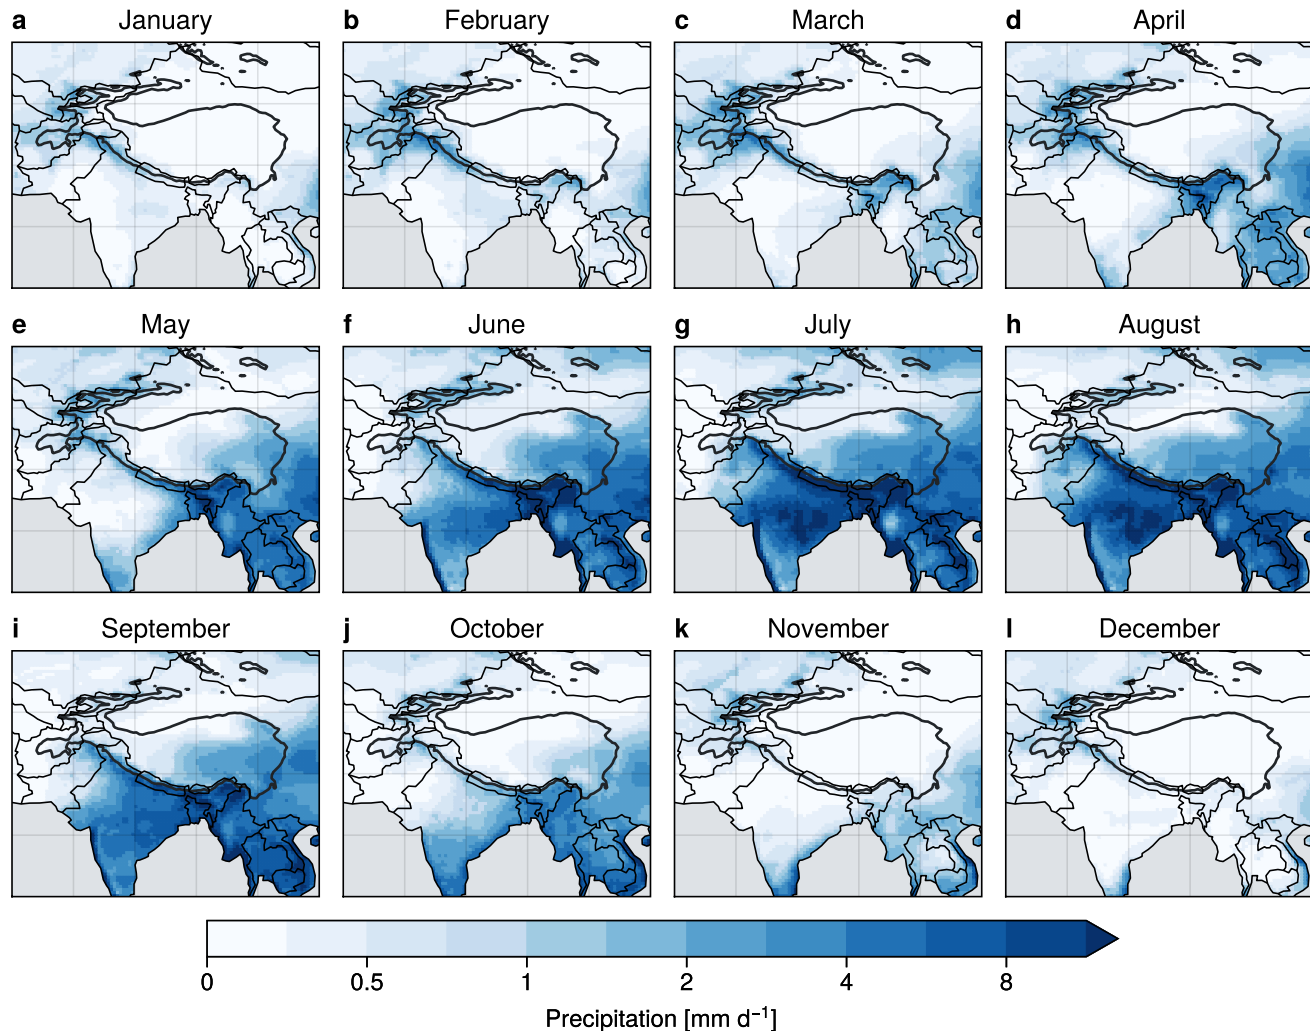 a January
b February
c March
d April
e May
f June
g July
h August
i September
j October
k November
l December
0 0.5 1 2 4 8
Precipitation [mm d⁻¹]